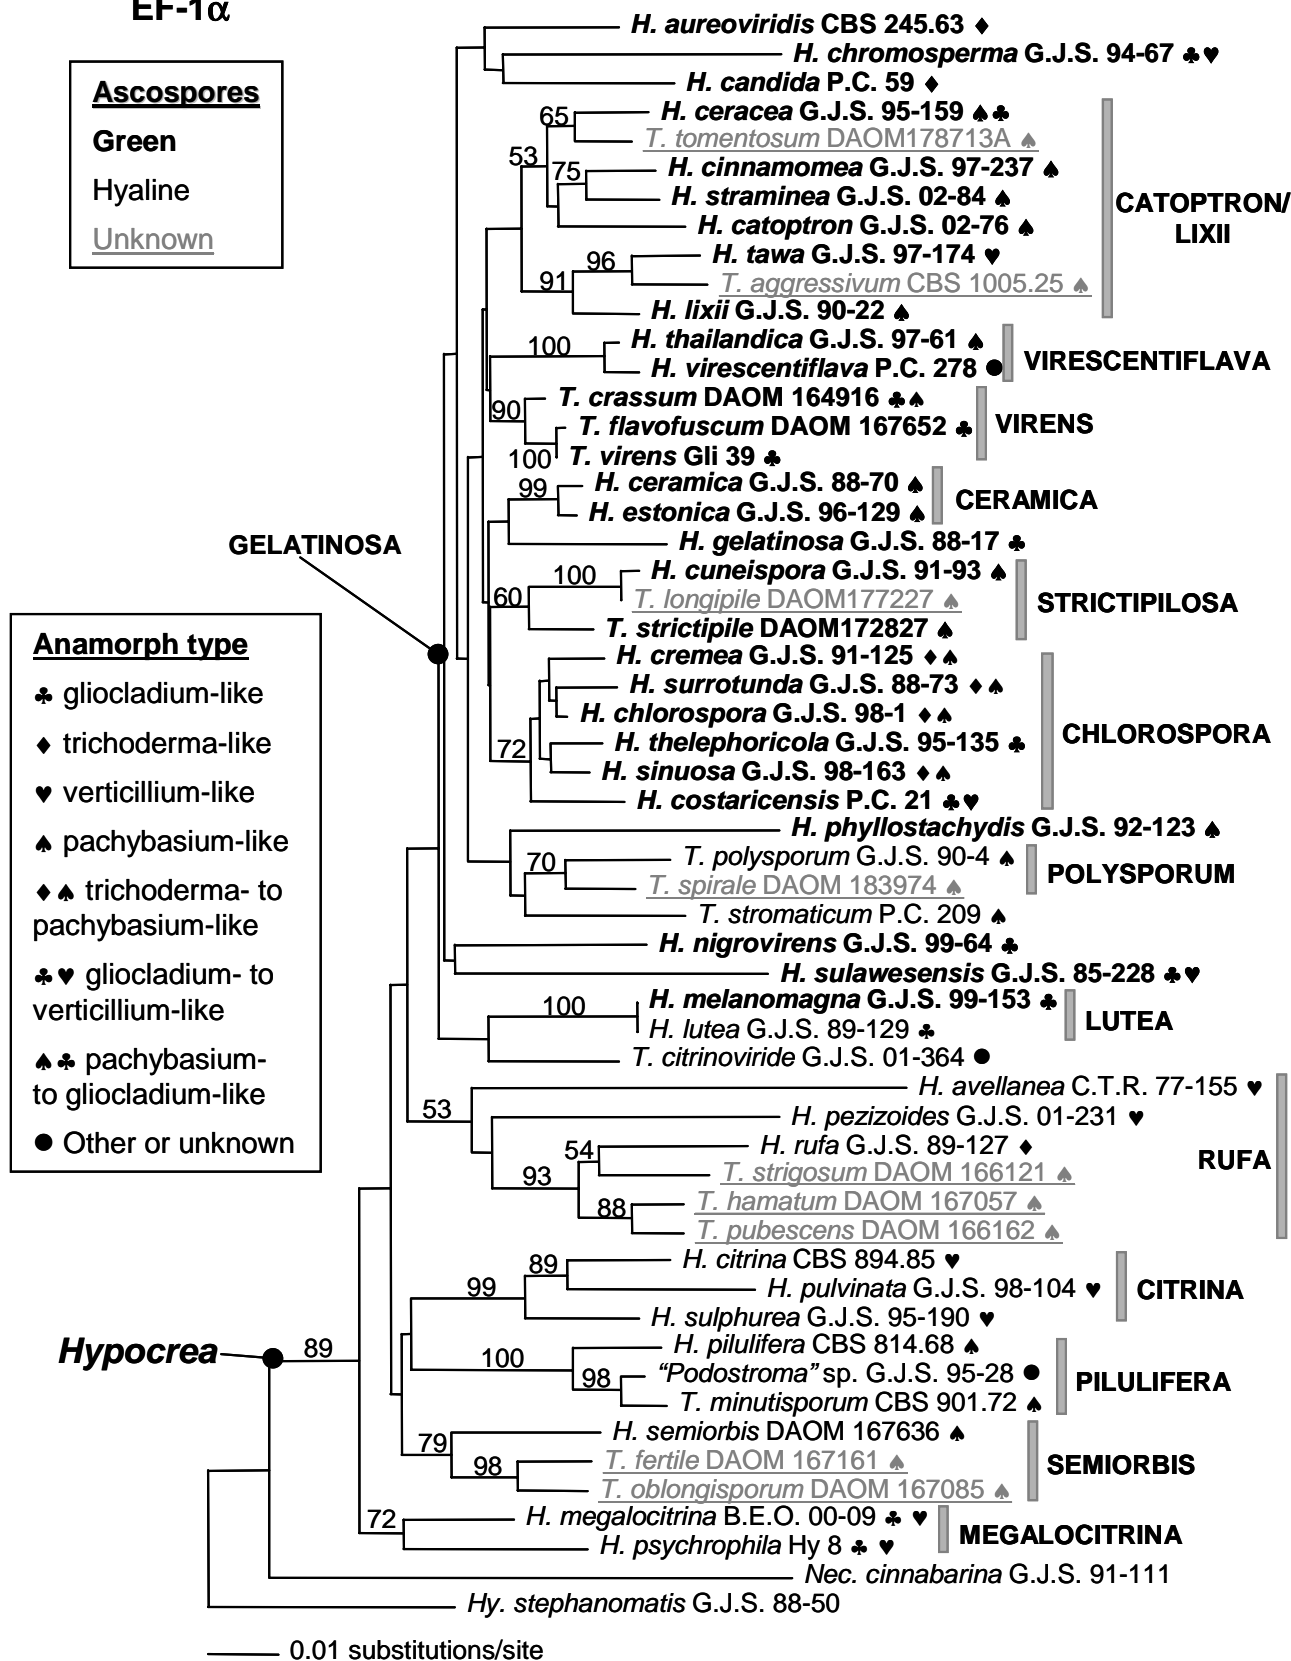 EF-1α
Ascospores
Green
Hyaline
Unknown
H. aureoviridis CBS 245.63 ♦
H. chromosperma G.J.S. 94-67 ♣♥
H. candida P.C. 59 ♦
65
H. ceracea G.J.S. 95-159 ♠♣
T. tomentosum DAOM178713A ♠
53
75
H. cinnamomea G.J.S. 97-237 ♠
H. straminea G.J.S. 02-84 ♠
H. catoptron G.J.S. 02-76 ♠
CATOPTRON/
LIXII
96
H. tawa G.J.S. 97-174 ♥
91
T. aggressivum CBS 1005.25 ♠
H. lixii G.J.S. 90-22 ♠
100
H. thailandica G.J.S. 97-61 ♠
H. virescentiflava P.C. 278 ●
VIRESCENTIFLAVA
90
T. crassum DAOM 164916 ♣♠
T. flavofuscum DAOM 167652 ♣
100
T. virens Gli 39 ♣
VIRENS
99
H. ceramica G.J.S. 88-70 ♠
H. estonica G.J.S. 96-129 ♠
CERAMICA
H. gelatinosa G.J.S. 88-17 ♣
GELATINOSA
100
H. cuneispora G.J.S. 91-93 ♠
60
T. longipile DAOM177227 ♠
T. strictipile DAOM172827 ♠
STRICTIPILOSA
Anamorph type
♣ gliocladium-like
♦ trichoderma-like
♥ verticillium-like
♠ pachybasium-like
♦♠ trichoderma- to
pachybasium-like
♣♥ gliocladium- to
verticillium-like
♠♣ pachybasium-
to gliocladium-like
● Other or unknown
H. cremea G.J.S. 91-125 ♦♠
H. surrotunda G.J.S. 88-73 ♦♠
H. chlorospora G.J.S. 98-1 ♦♠
72
H. thelephoricola G.J.S. 95-135 ♣
H. sinuosa G.J.S. 98-163 ♦♠
H. costaricensis P.C. 21 ♣♥
CHLOROSPORA
H. phyllostachydis G.J.S. 92-123 ♠
70
T. polysporum G.J.S. 90-4 ♠
T. spirale DAOM 183974 ♠
POLYSPORUM
T. stromaticum P.C. 209 ♠
H. nigrovirens G.J.S. 99-64 ♣
H. sulawesensis G.J.S. 85-228 ♣♥
100
H. melanomagna G.J.S. 99-153 ♣
H. lutea G.J.S. 89-129 ♣
LUTEA
T. citrinoviride G.J.S. 01-364 ●
53
H. avellanea C.T.R. 77-155 ♥
H. pezizoides G.J.S. 01-231 ♥
54
H. rufa G.J.S. 89-127 ♦
93
T. strigosum DAOM 166121 ♠
88
T. hamatum DAOM 167057 ♠
T. pubescens DAOM 166162 ♠
RUFA
89
H. citrina CBS 894.85 ♥
99
H. pulvinata G.J.S. 98-104 ♥
H. sulphurea G.J.S. 95-190 ♥
CITRINA
Hypocrea
89
100
H. pilulifera CBS 814.68 ♠
98
“Podostroma” sp. G.J.S. 95-28 ●
T. minutisporum CBS 901.72 ♠
PILULIFERA
79
H. semiorbis DAOM 167636 ♠
98
T. fertile DAOM 167161 ♠
T. oblongisporum DAOM 167085 ♠
SEMIORBIS
72
H. megalocitrina B.E.O. 00-09 ♣ ♥
H. psychrophila Hy 8 ♣ ♥
MEGALOCITRINA
Nec. cinnabarina G.J.S. 91-111
Hy. stephanomatis G.J.S. 88-50
0.01 substitutions/site